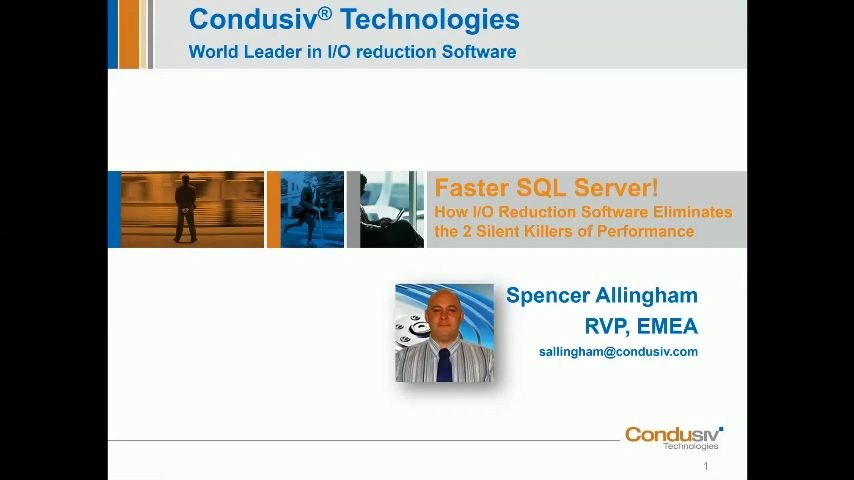 Condusiv® Technologies
World Leader in I/O reduction Software
Faster SQL Server!
How I/O Reduction Software Eliminates
the 2 Silent Killers of Performance
Spencer Allingham
RVP, EMEA
sallingham@condusiv.com
Condusiv
Technologies
1